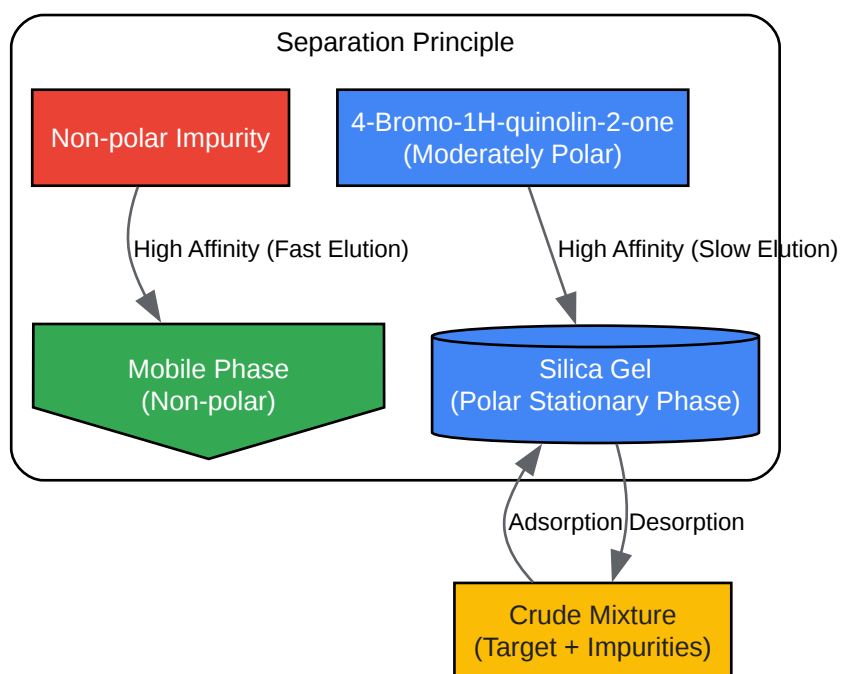 Separation Principle
Non-polar Impurity
4-Bromo-1H-quinolin-2-one
(Moderately Polar)
High Affinity (Fast Elution)
High Affinity (Slow Elution)
Mobile Phase
(Non-polar)
Silica Gel
(Polar Stationary Phase)
Adsorption
Desorption
Crude Mixture
(Target + Impurities)